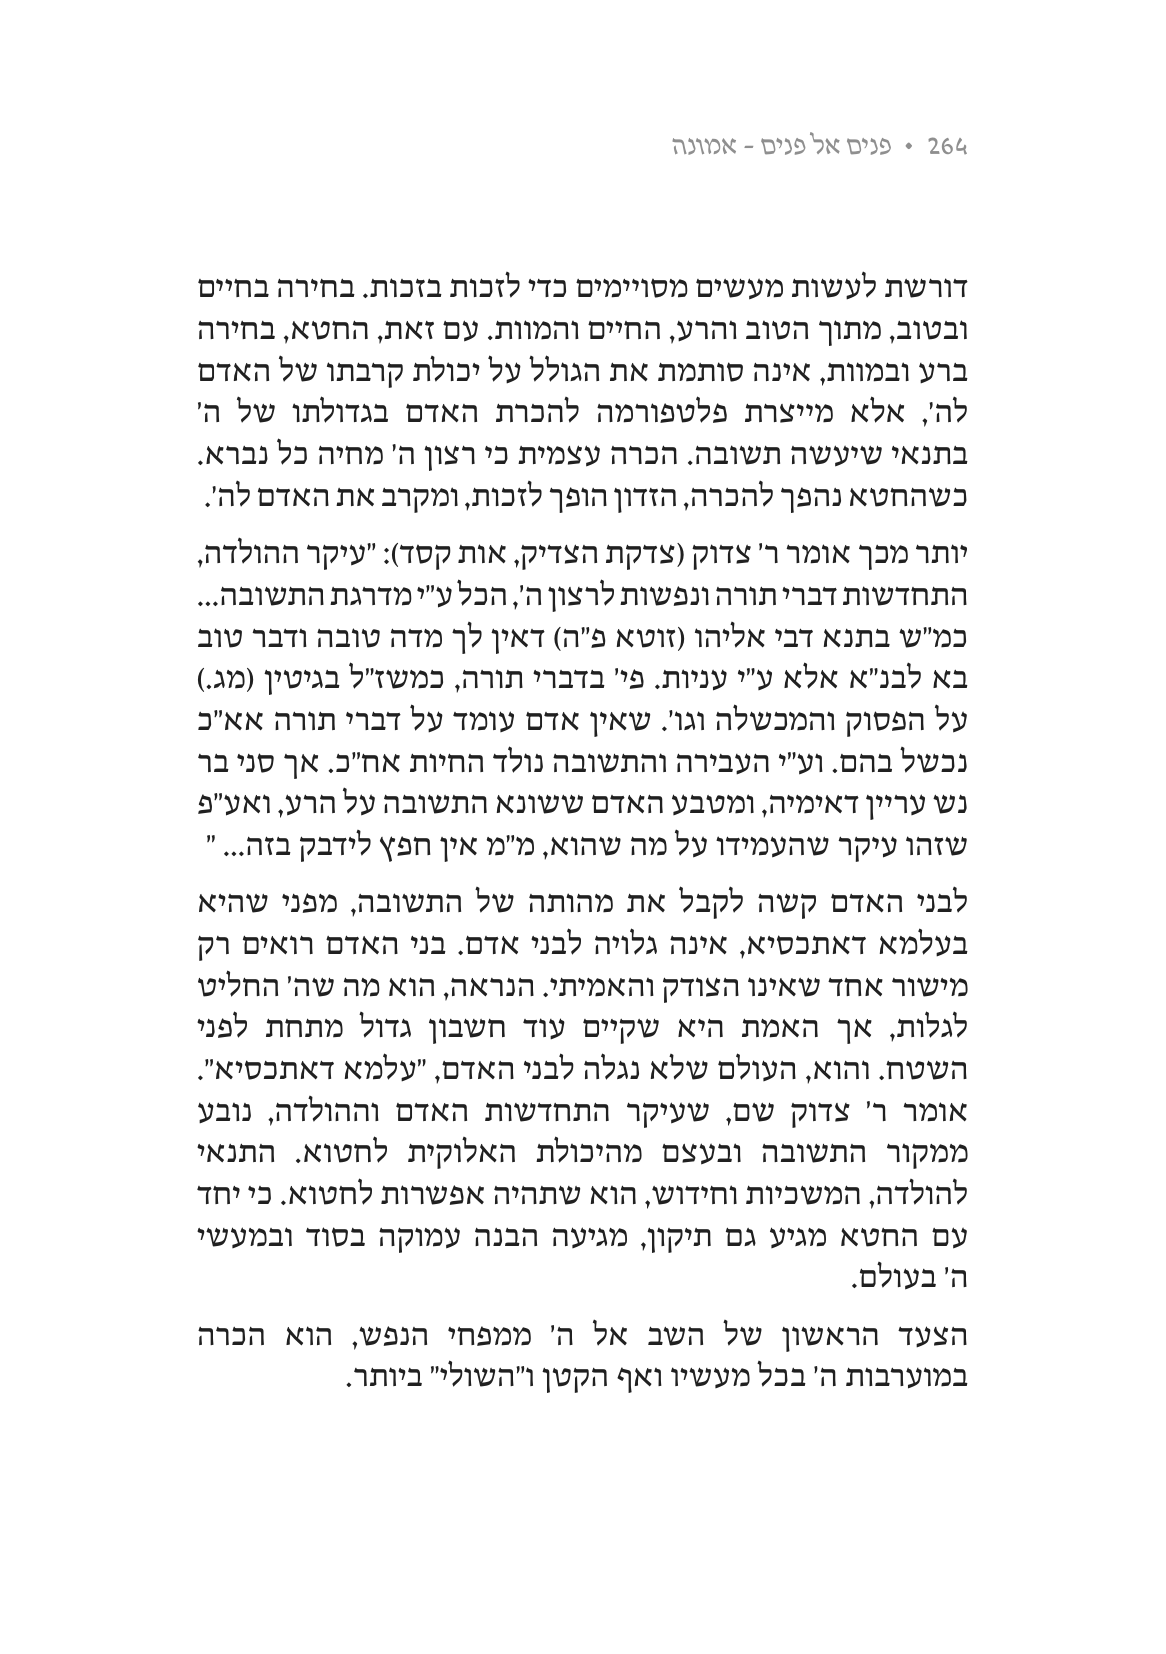 264 • פנים אל פנים - אמונה
דורשת לעשות מעשים מסויימים כדי לזכות בזכות. בחירה בחיים
ובטוב, מתוך הטוב והרע, החיים והמוות. עם זאת, החטא, בחירה
ברע ובמוות, אינה סותמת את הגולל על יכולת קרבתו של האדם
לה', אלא מייצרת פלטפורמה להכרת האדם בגדולתו של ה'
בתנאי שיעשה תשובה. הכרה עצמית כי רצון ה' מחיה כל נברא.
כשהחטא נהפך להכרה, הזדון הופך לזכות, ומקרב את האדם לה'.
יותר מכך אומר ר' צדוק (צדקת הצדיק, אות קסד): "עיקר ההולדה,
התחדשות דברי תורה ונפשות לרצון ה', הכל ע"י מדרגת התשובה...
כמ"ש בתנא דבי אליהו (זוטא פ"ה) דאין לך מדה טובה ודבר טוב
בא לבנ"א אלא ע"י עניות. פי' בדברי תורה, כמשז"ל בגיטין (מג.)
על הפסוק והמכשלה וגו'. שאין אדם עומד על דברי תורה אא"כ
נכשל בהם. וע"י העבירה והתשובה נולד החיות אח"כ. אך סני בר
נש עריין דאימיה, ומטבע האדם ששונא התשובה על הרע, ואע"פ
שזהו עיקר שהעמידו על מה שהוא, מ"מ אין חפץ לידבק בזה... "
לבני האדם קשה לקבל את מהותה של התשובה, מפני שהיא
בעלמא דאתכסיא, אינה גלויה לבני אדם. בני האדם רואים רק
מישור אחד שאינו הצודק והאמיתי. הנראה, הוא מה שה' החליט
לגלות, אך האמת היא שקיים עוד חשבון גדול מתחת לפני
השטח. והוא, העולם שלא נגלה לבני האדם, "עלמא דאתכסיא".
אומר ר' צדוק שם, שעיקר התחדשות האדם וההולדה, נובע
ממקור התשובה ובעצם מהיכולת האלוקית לחטוא. התנאי
להולדה, המשכיות וחידוש, הוא שתהיה אפשרות לחטוא. כי יחד
עם החטא מגיע גם תיקון, מגיעה הבנה עמוקה בסוד ובמעשי
ה' בעולם.
הצעד הראשון של השב אל ה' ממפחי הנפש, הוא הכרה
במוערבות ה' בכל מעשיו ואף הקטן ו"השולי" ביותר.